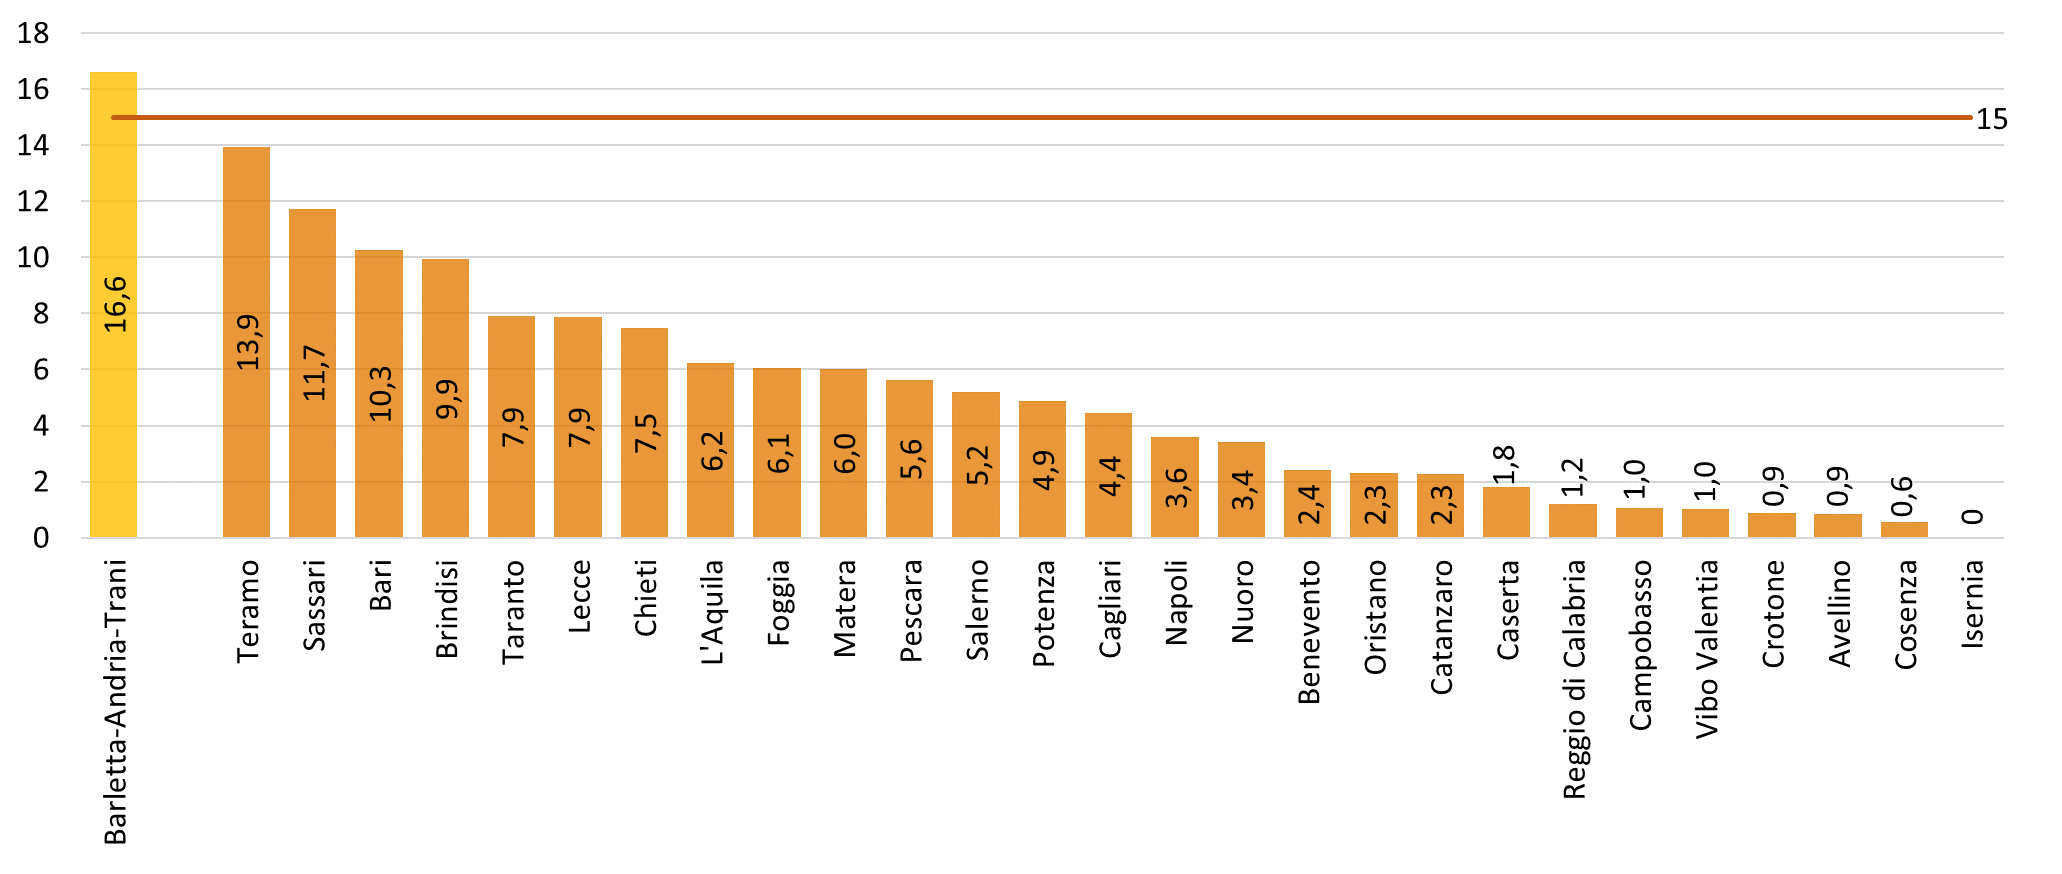 18
16
14
12
10
8
6
4
2
0
15
16,6
13,9
11,7
10,3
9,9
7,9
7,9
7,5
6,2
6,1
6,0
5,6
5,2
4,9
4,4
3,6
3,4
2,4
2,3
2,3
1,8
1,2
1,0
1,0
0,9
0,9
0,6
0
Barletta-Andria-Trani
Teramo
Sassari
Bari
Brindisi
Taranto
Lecce
Chieti
L'Aquila
Foggia
Matera
Pescara
Salerno
Potenza
Cagliari
Napoli
Nuoro
Benevento
Oristano
Catanzaro
Caserta
Reggio di Calabria
Campobasso
Vibo Valentia
Crotone
Avellino
Cosenza
Isernia